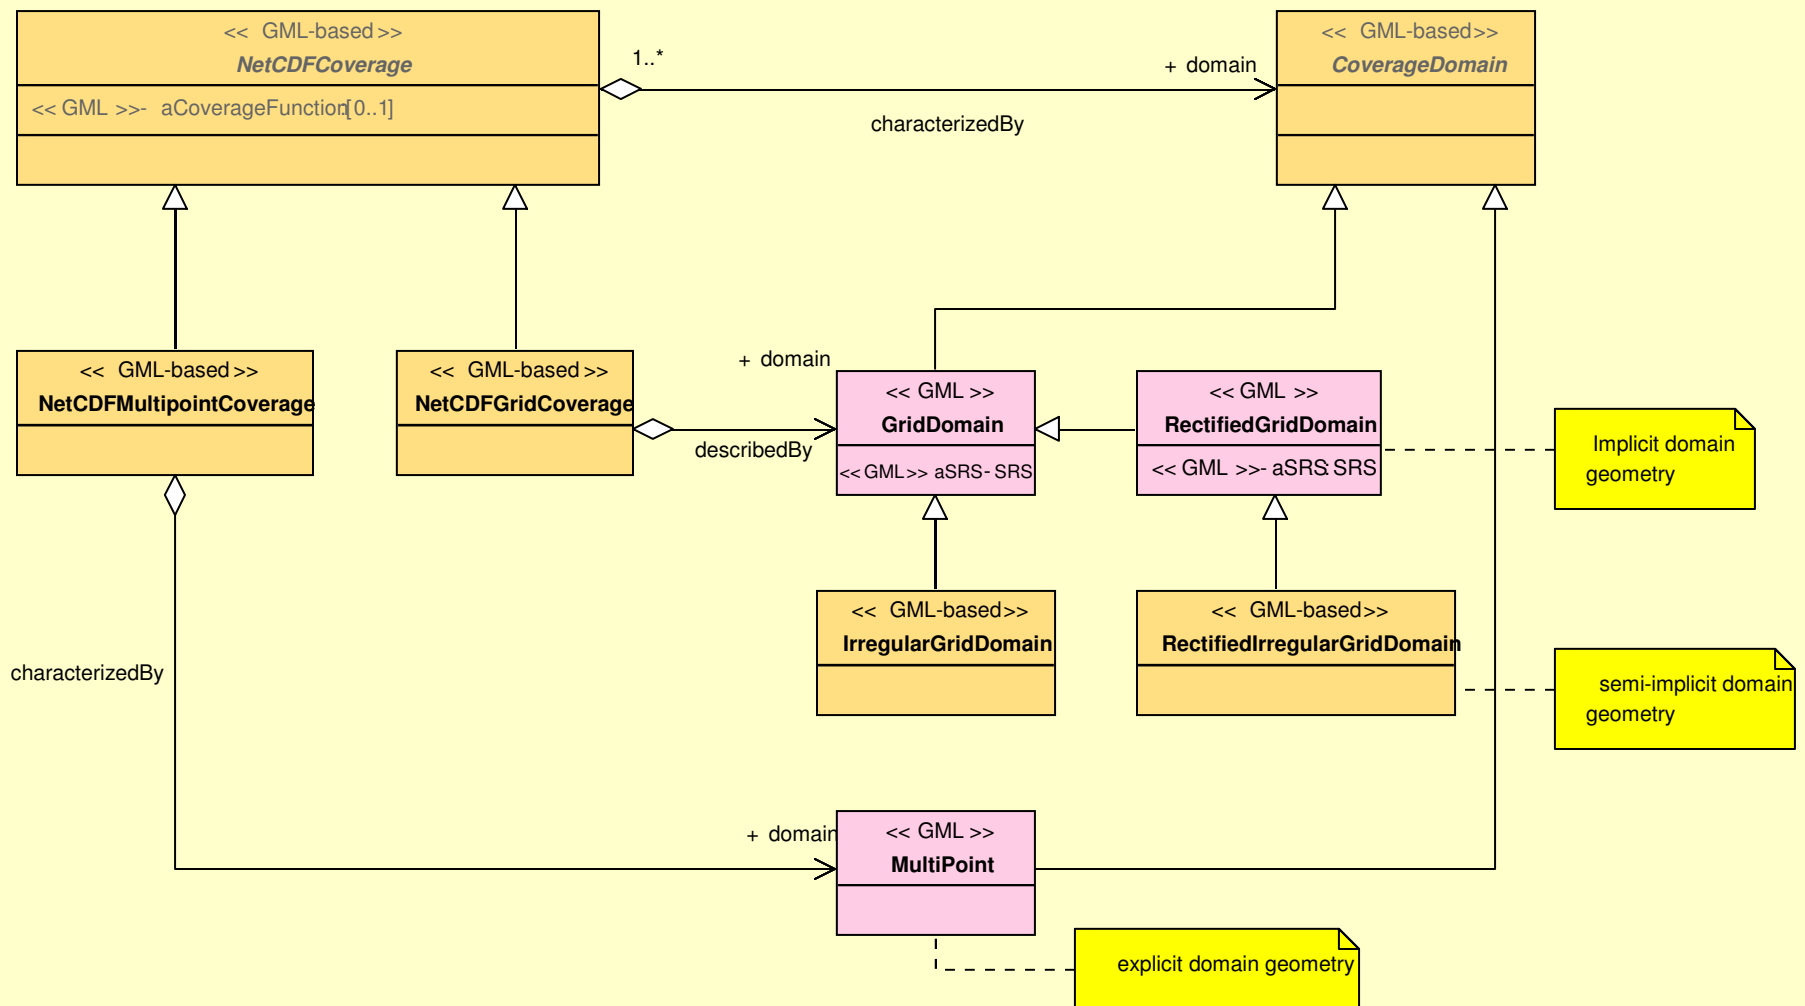 << GML-based >>
NetCDFCoverage
<< GML >>- aCoverageFunction:[0..1]
1..*
+ domain
characterizedBy
<< GML-based>>
CoverageDomain
<< GML-based >>
NetCDFMultipointCoverage
<< GML-based >>
NetCDFGridCoverage
+ domain
describedBy
<< GML >>
GridDomain
<< GML>> aSRS- SRS
<< GML >>
RectifiedGridDomain
<< GML >>- aSRS: SRS
Implicit domain
geometry
<< GML-based>>
IrregularGridDomain
<< GML-based>>
RectifiedIrregularGridDomain
semi-implicit domain
geometry
characterizedBy
+ domain
<< GML >>
MultiPoint
explicit domain geometry